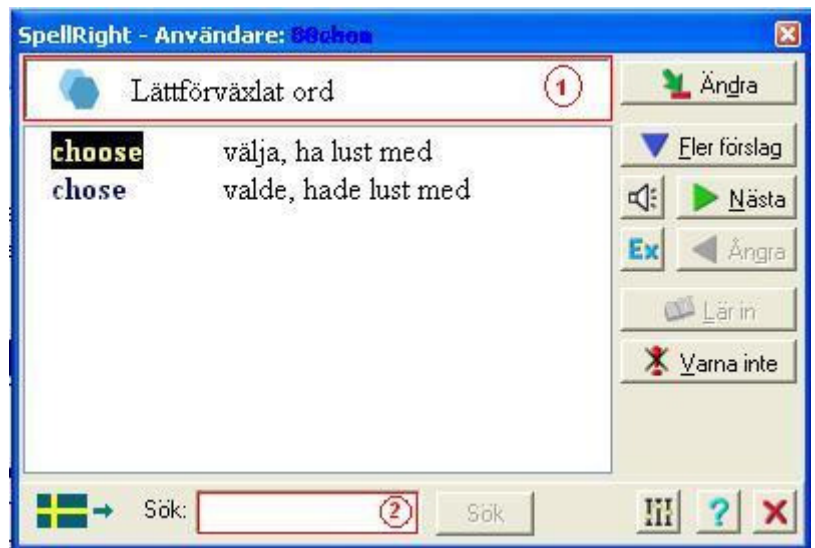 SpellRight - Användare:
Lättförväxlat ord
1
Ändra
choose välja, ha lust med
chose valde, hade lust med
Fler förslag
Nästa
Ex
Ångra
Lär in
Varna inte
Sök:
2
Sök
?